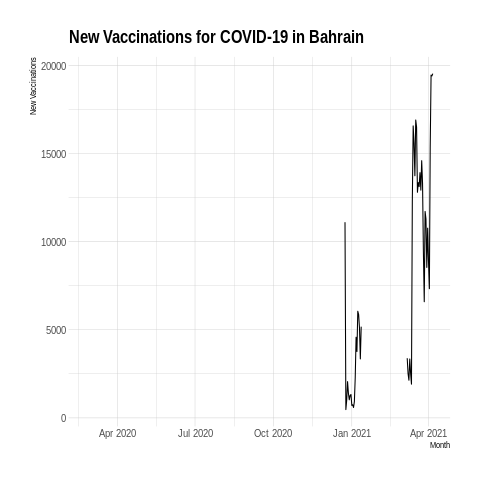 New Vaccinations for COVID-19 in Bahrain
New Vaccinations
20000
15000
10000
5000
0
Apr 2020 Jul 2020 Oct 2020 Jan 2021 Apr 2021
Month